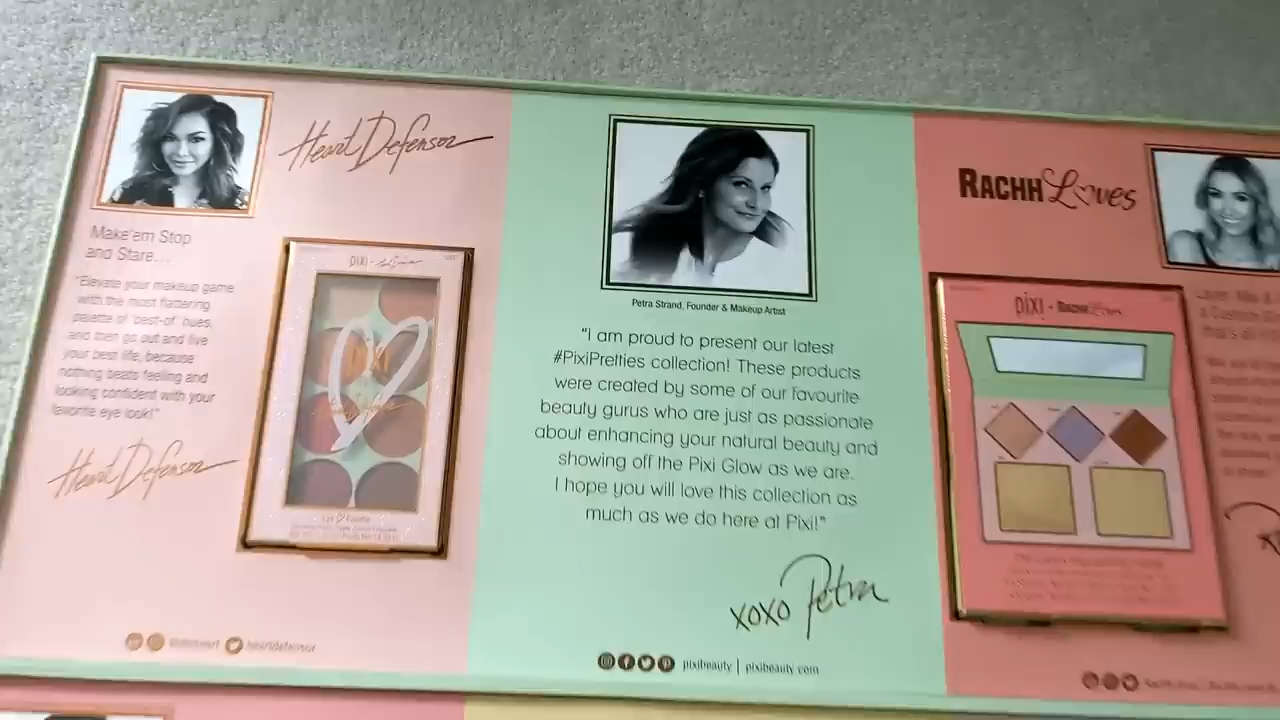 Heart Defensor
Make'em Stop
and Stare...
"Elevate your makeup game
with the most flattering
palette of 'best-of' hues,
and then go out and live
your best life, because
nothing beats feeling and
looking confident with your
favorite eye look!"
Heart Defensor
pixi
heartdefensor
Petra Strand, Founder & Makeup Artist
"I am proud to present our latest
#PixiPretties collection! These products
were created by some of our favourite
beauty gurus who are just as passionate
about enhancing your natural beauty and
showing off the Pixi Glow as we are.
I hope you will love this collection as
much as we do here at Pixi!"
xoxo Petra
pixibeauty | pixibeauty.com
RACHH Loves
pixi + RACHH Loves